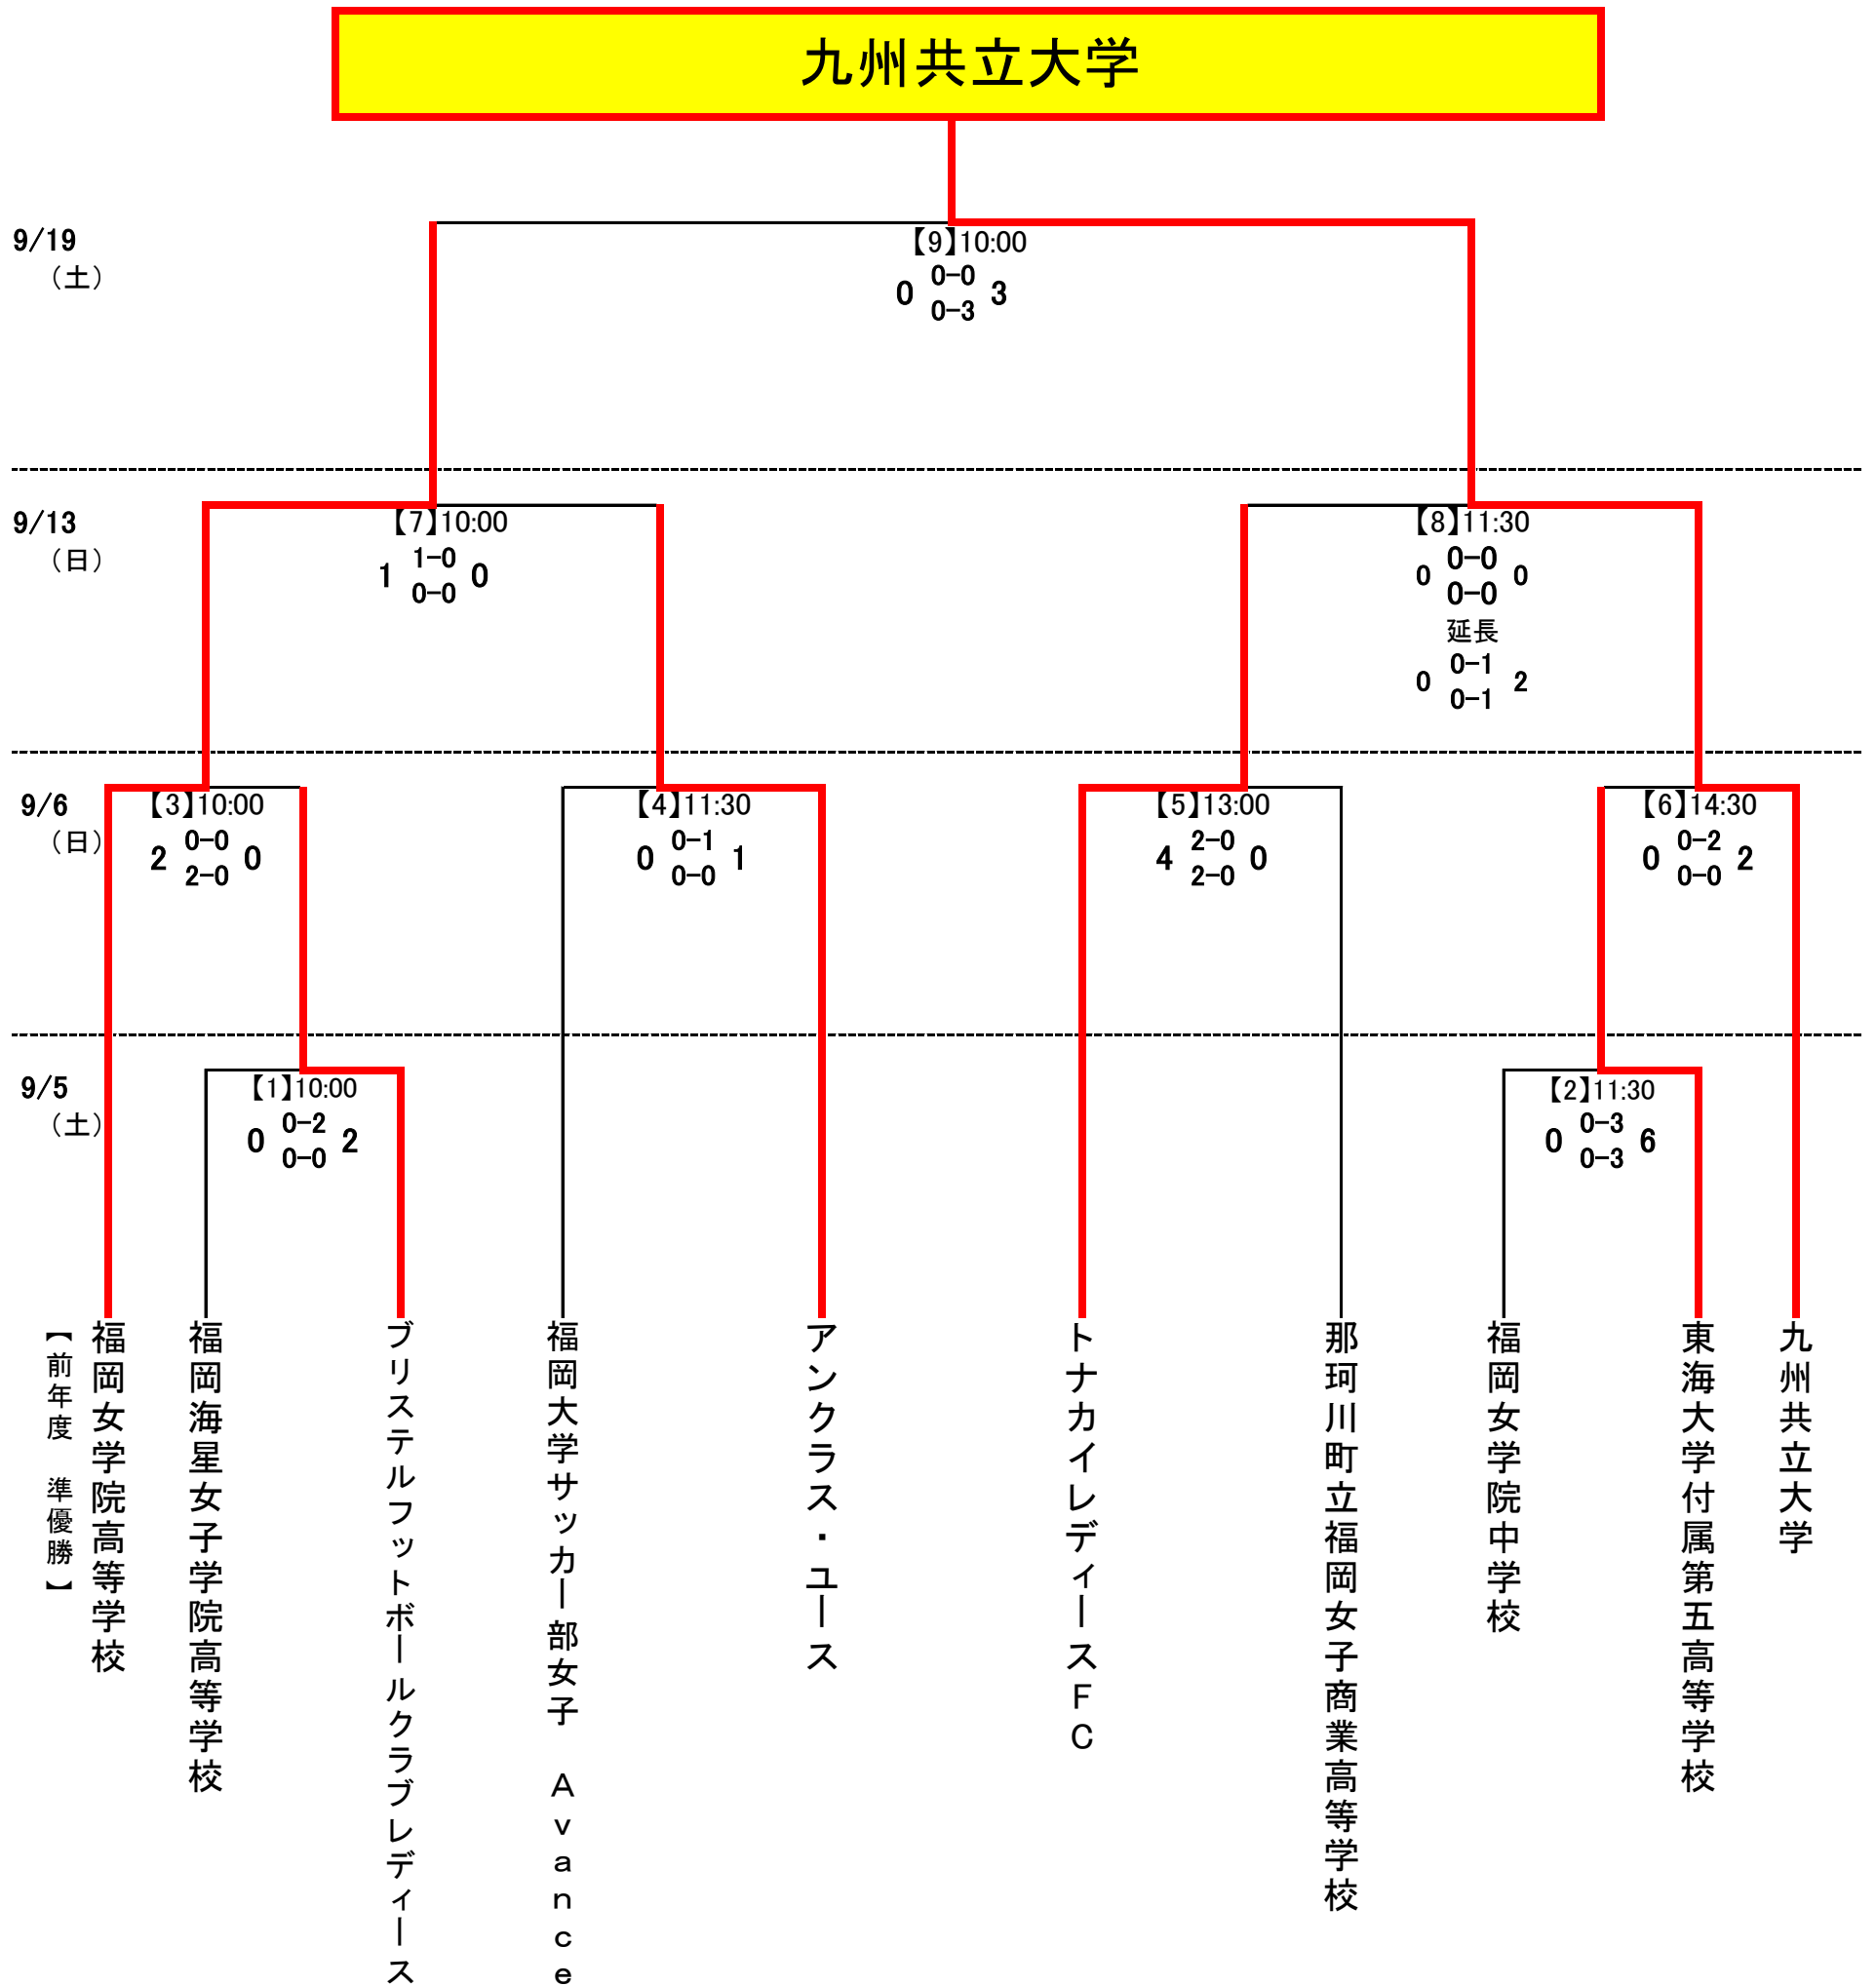 九州共立大学
9/19
（土）
【9】10:00
0-0
0 3
0-3
9/13
（日）
【7】10:00
1-0
1 0
0-0
【8】11:30
0-0
0 0
0-0
延長
0-1
0 2
0-1
9/6
（日）
【3】10:00
0-0
2 0
2-0
【4】11:30
0-1
0 1
0-0
【5】13:00
2-0
4 0
2-0
【6】14:30
0-2
0 2
0-0
9/5
（土）
【1】10:00
0-2
0 2
0-0
【2】11:30
0-3
0 6
0-3
【前年度　準優勝】
福岡女学院高等学校
福岡海星女子学院高等学校
ブリステルフットボールクラブレディース
福岡大学サッカー部女子　Ａｖａｎｃｅ
アンクラス・ユース
トナカイレディースＦＣ
那珂川町立福岡女子商業高等学校
福岡女学院中学校
東海大学付属第五高等学校
九州共立大学